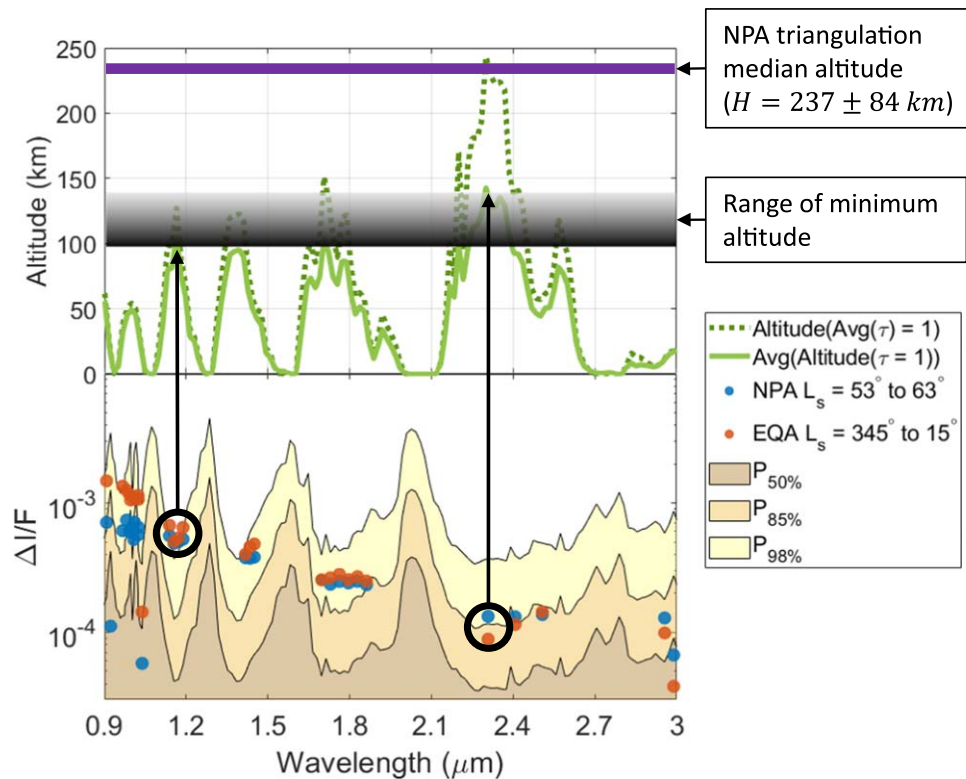 NPA triangulation
median altitude
(H = 237 ± 84 km)
Range of minimum
altitude
Altitude (km)
250
200
150
100
50
0
Altitude(Avg(τ) = 1)
Avg(Altitude(τ = 1))
NPA Lₛ = 53° to 63°
EQA Lₛ = 345° to 15°
P50%
P85%
P98%
ΔI/F
10⁻³
10⁻⁴
0.9 1.2 1.5 1.8 2.1 2.4 2.7 3
Wavelength (μm)